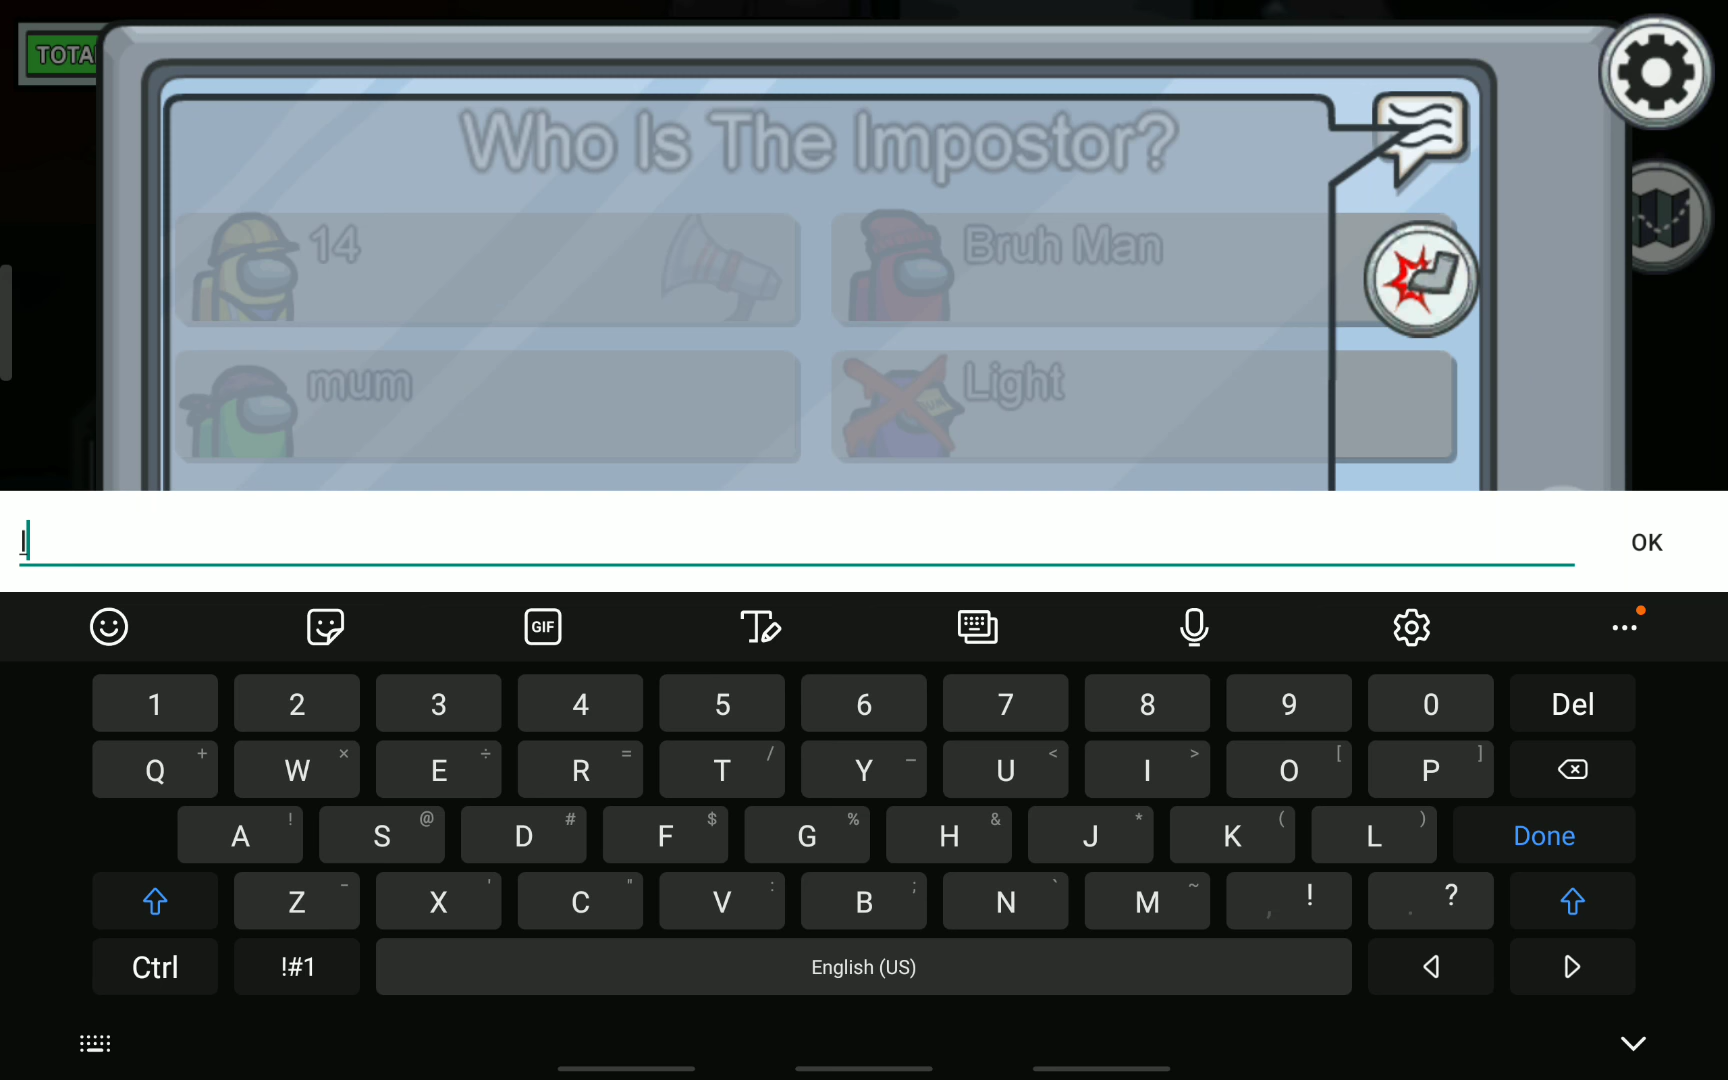 TOTA
Who Is The Impostor?
14
Bruh Man
mum
Light
DUM
I
OK
GIF
1 2 3 4 5 6 7 8 9 0 Del
Q + W × E ÷ R = T / Y _ U < I > O [ P ]
A ! S @ D # F $ G % H & J * K ( L ) Done
Z - X ' C " V : B ; N ` M ~ , ! . ?
Ctrl !#1 English (US)